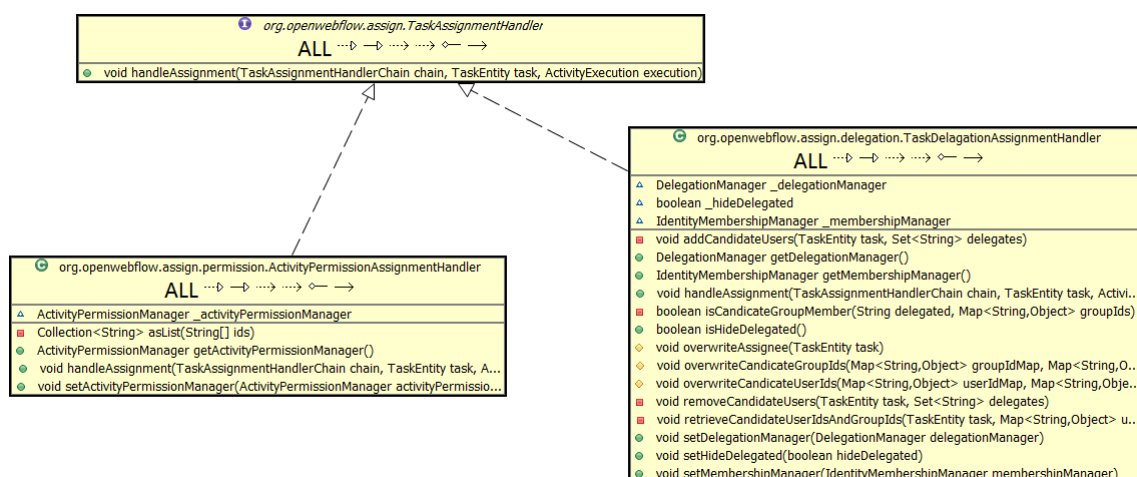 I org.openwebflow.assign.TaskAssignmentHandler
ALL
void handleAssignment(TaskAssignmentHandlerChain chain, TaskEntity task, ActivityExecution execution)
C org.openwebflow.assign.delegation.TaskDelagationAssignmentHandler
ALL
DelegationManager _delegationManager
boolean _hideDelegated
IdentityMembershipManager _membershipManager
void addCandidateUsers(TaskEntity task, Set<String> delegates)
DelegationManager getDelegationManager()
IdentityMembershipManager getMembershipManager()
void handleAssignment(TaskAssignmentHandlerChain chain, TaskEntity task, Activi...
boolean isCandicateGroupMember(String delegated, Map<String,Object> groupIds)
boolean isHideDelegated()
void overwriteAssignee(TaskEntity task)
void overwriteCandicateGroupIds(Map<String,Object> groupIdMap, Map<String,O...
void overwriteCandicateUserIds(Map<String,Object> userIdMap, Map<String,Obje...
void removeCandidateUsers(TaskEntity task, Set<String> delegates)
void retrieveCandidateUserIdsAndGroupIds(TaskEntity task, Map<String,Object> u...
void setDelegationManager(DelegationManager delegationManager)
void setHideDelegated(boolean hideDelegated)
void setMembershipManager(IdentityMembershipManager membershipManager)
C org.openwebflow.assign.permission.ActivityPermissionAssignmentHandler
ALL
ActivityPermissionManager _activityPermissionManager
Collection<String> asList(String[] ids)
ActivityPermissionManager getActivityPermissionManager()
void handleAssignment(TaskAssignmentHandlerChain chain, TaskEntity task, A...
void setActivityPermissionManager(ActivityPermissionManager activityPermissio...